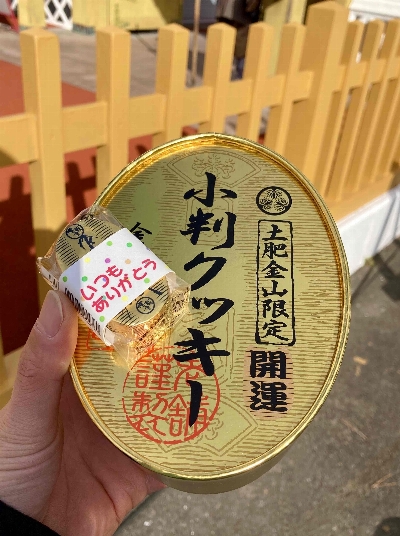 土肥金山限定
開運
小判クッキー
いつも
ありがとう